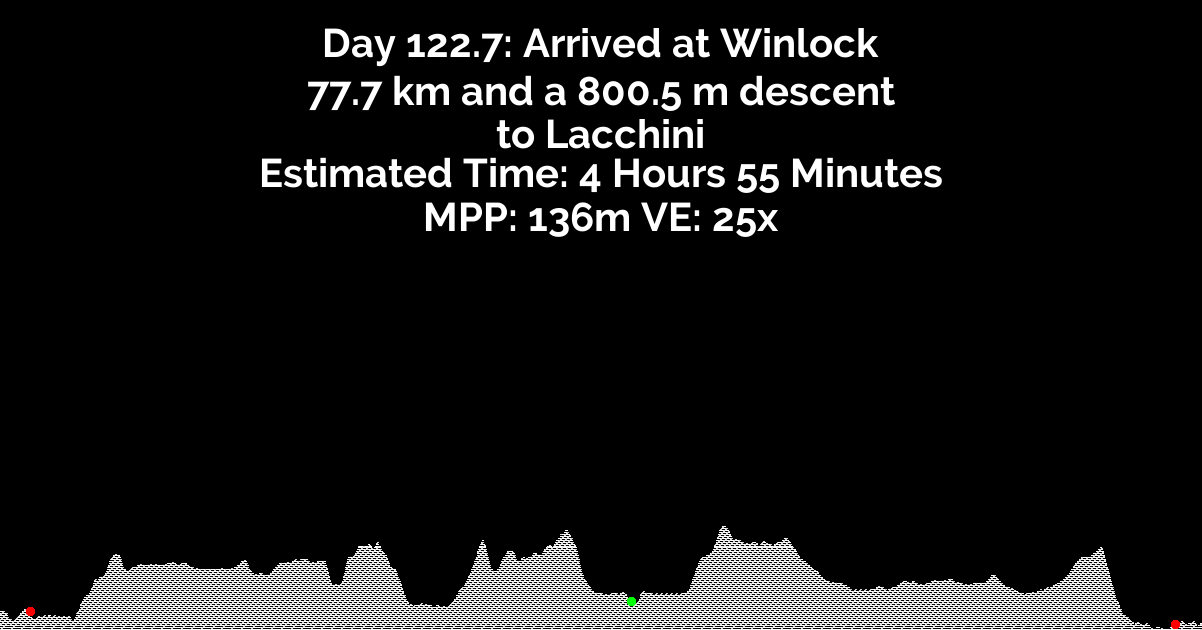 Day 122.7: Arrived at Winlock
77.7 km and a 800.5 m descent
to Lacchini
Estimated Time: 4 Hours 55 Minutes
MPP: 136m VE: 25x